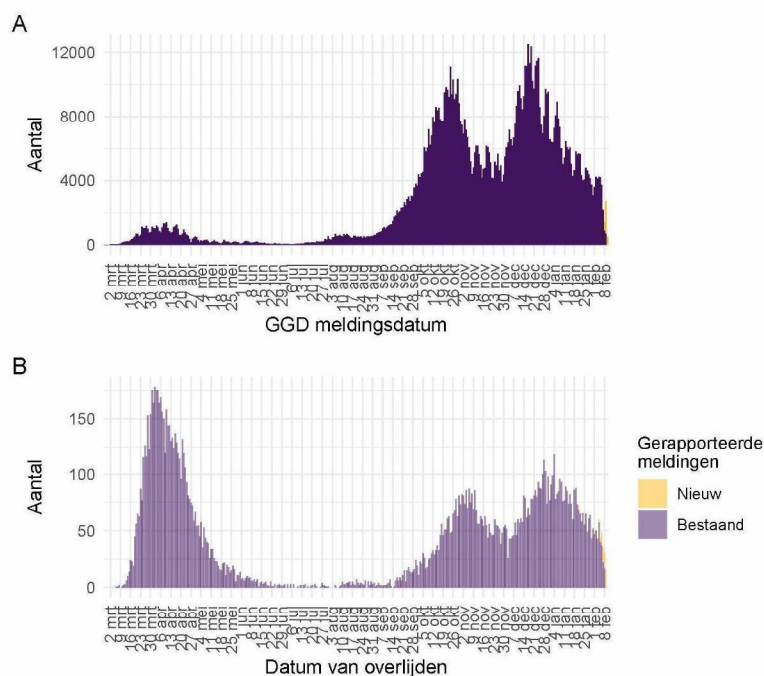 A
12000
8000
4000
0
Aantal
2 mrt
9 mrt
16 mrt
23 mrt
30 mrt
6 apr
13 apr
20 apr
27 apr
4 mei
11 mei
18 mei
25 mei
1 jun
8 jun
15 jun
22 jun
29 jun
6 jul
13 jul
20 jul
27 jul
3 aug
10 aug
17 aug
24 aug
31 aug
7 sep
14 sep
21 sep
28 sep
5 okt
12 okt
19 okt
26 okt
2 nov
9 nov
16 nov
23 nov
30 nov
7 dec
14 dec
21 dec
28 dec
4 jan
11 jan
18 jan
25 jan
1 feb
8 feb
GGD meldingsdatum
B
150
100
50
0
Aantal
2 mrt
9 mrt
16 mrt
23 mrt
30 mrt
6 apr
13 apr
20 apr
27 apr
4 mei
11 mei
18 mei
25 mei
1 jun
8 jun
15 jun
22 jun
29 jun
6 jul
13 jul
20 jul
27 jul
3 aug
10 aug
17 aug
24 aug
31 aug
7 sep
14 sep
21 sep
28 sep
5 okt
12 okt
19 okt
26 okt
2 nov
9 nov
16 nov
23 nov
30 nov
7 dec
14 dec
21 dec
28 dec
4 jan
11 jan
18 jan
25 jan
1 feb
8 feb
Datum van overlijden
Gerapporteerde
meldingen
Nieuw
Bestaand